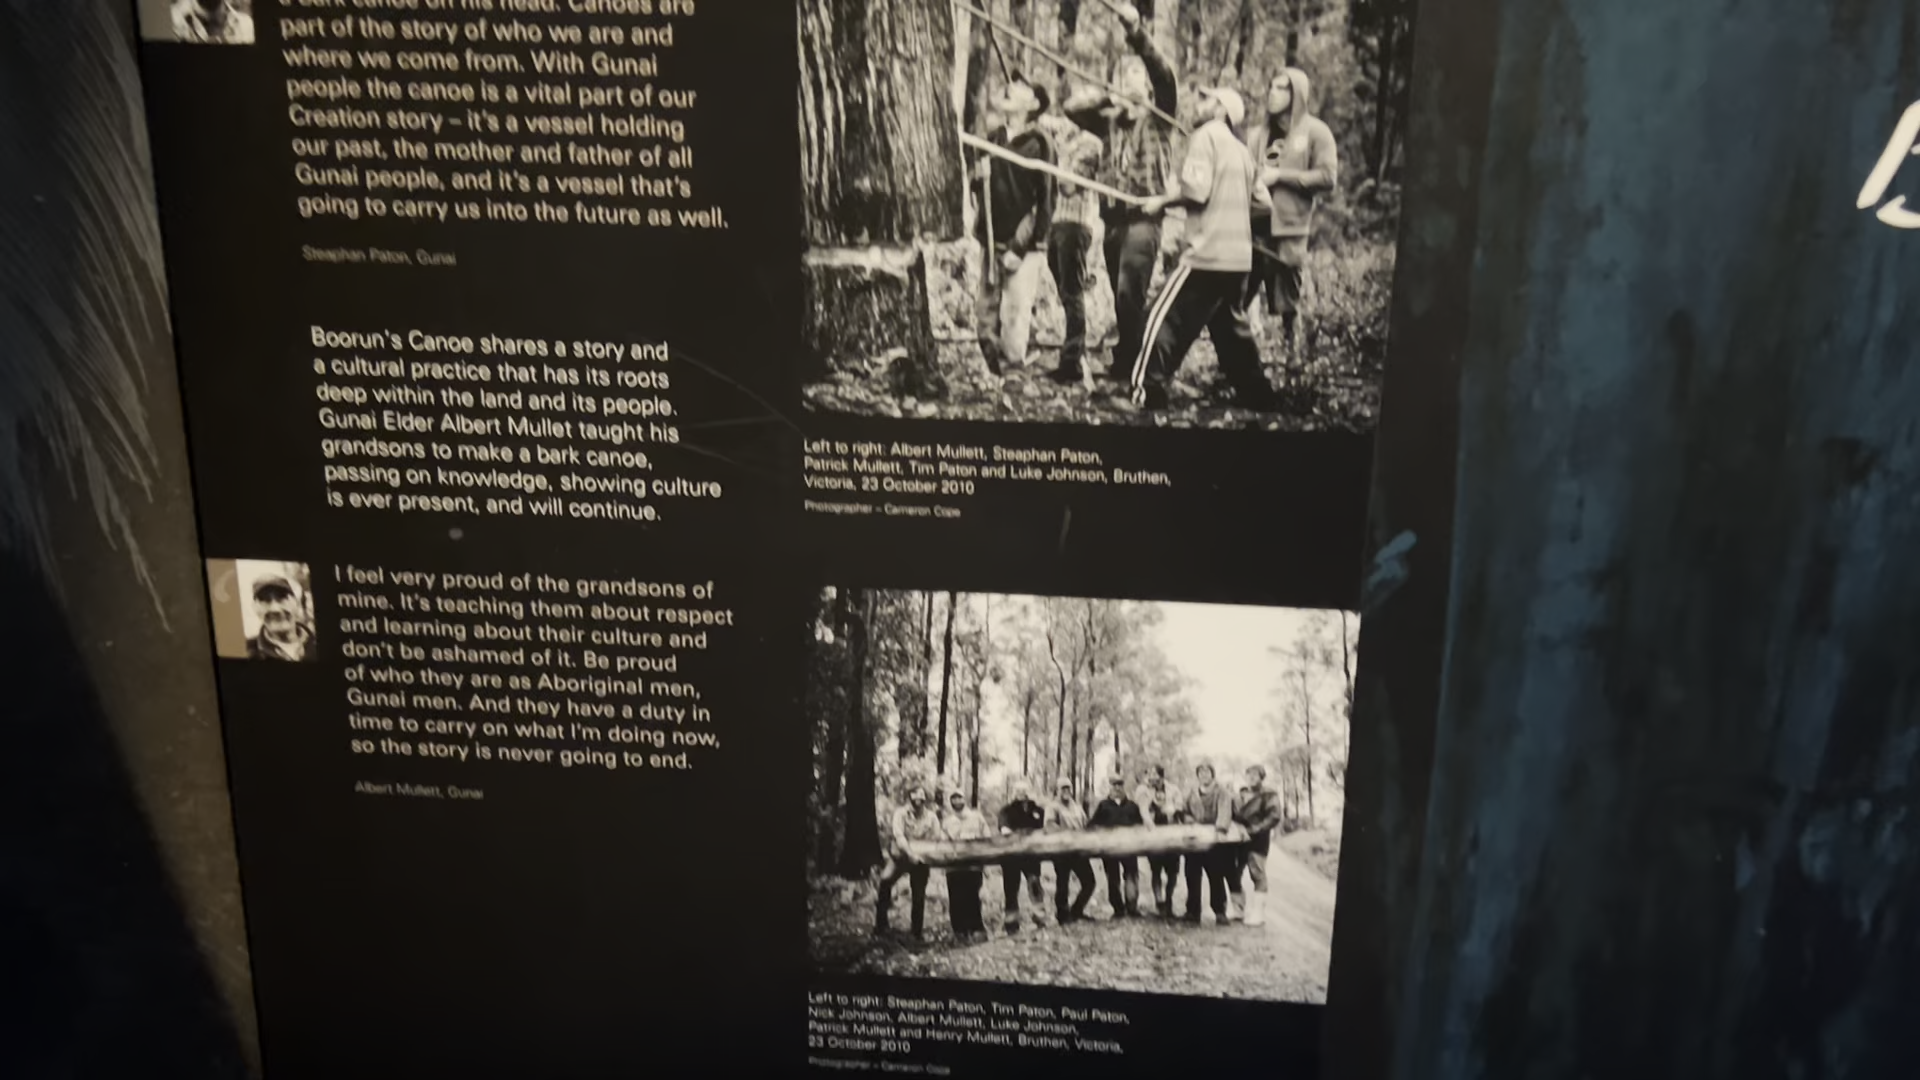 a bark canoe on his head. Canoes are
part of the story of who we are and
where we come from. With Gunai
people the canoe is a vital part of our
Creation story – it's a vessel holding
our past, the mother and father of all
Gunai people, and it's a vessel that's
going to carry us into the future as well.
Steaphan Paton, Gunai
Boorun's Canoe shares a story and
a cultural practice that has its roots
deep within the land and its people.
Gunai Elder Albert Mullet taught his
grandsons to make a bark canoe,
passing on knowledge, showing culture
is ever present, and will continue.
I feel very proud of the grandsons of
mine. It's teaching them about respect
and learning about their culture and
don't be ashamed of it. Be proud
of who they are as Aboriginal men,
Gunai men. And they have a duty in
time to carry on what I'm doing now,
so the story is never going to end.
Albert Mullett, Gunai
Left to right: Albert Mullett, Steaphan Paton,
Patrick Mullett, Tim Paton and Luke Johnson, Bruthen,
Victoria, 23 October 2010
Photographer – Cameron Cope
Left to right: Steaphan Paton, Tim Paton, Paul Paton,
Nick Johnson, Albert Mullett, Luke Johnson,
Patrick Mullett and Henry Mullett, Bruthen, Victoria,
23 October 2010
Photographer – Cameron Cope